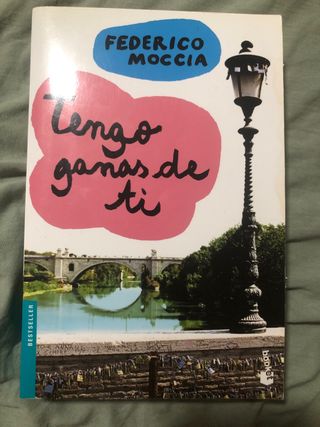 FEDERICO
MOCCIA
Tengo
ganas de
ti
BESTSELLER
booket